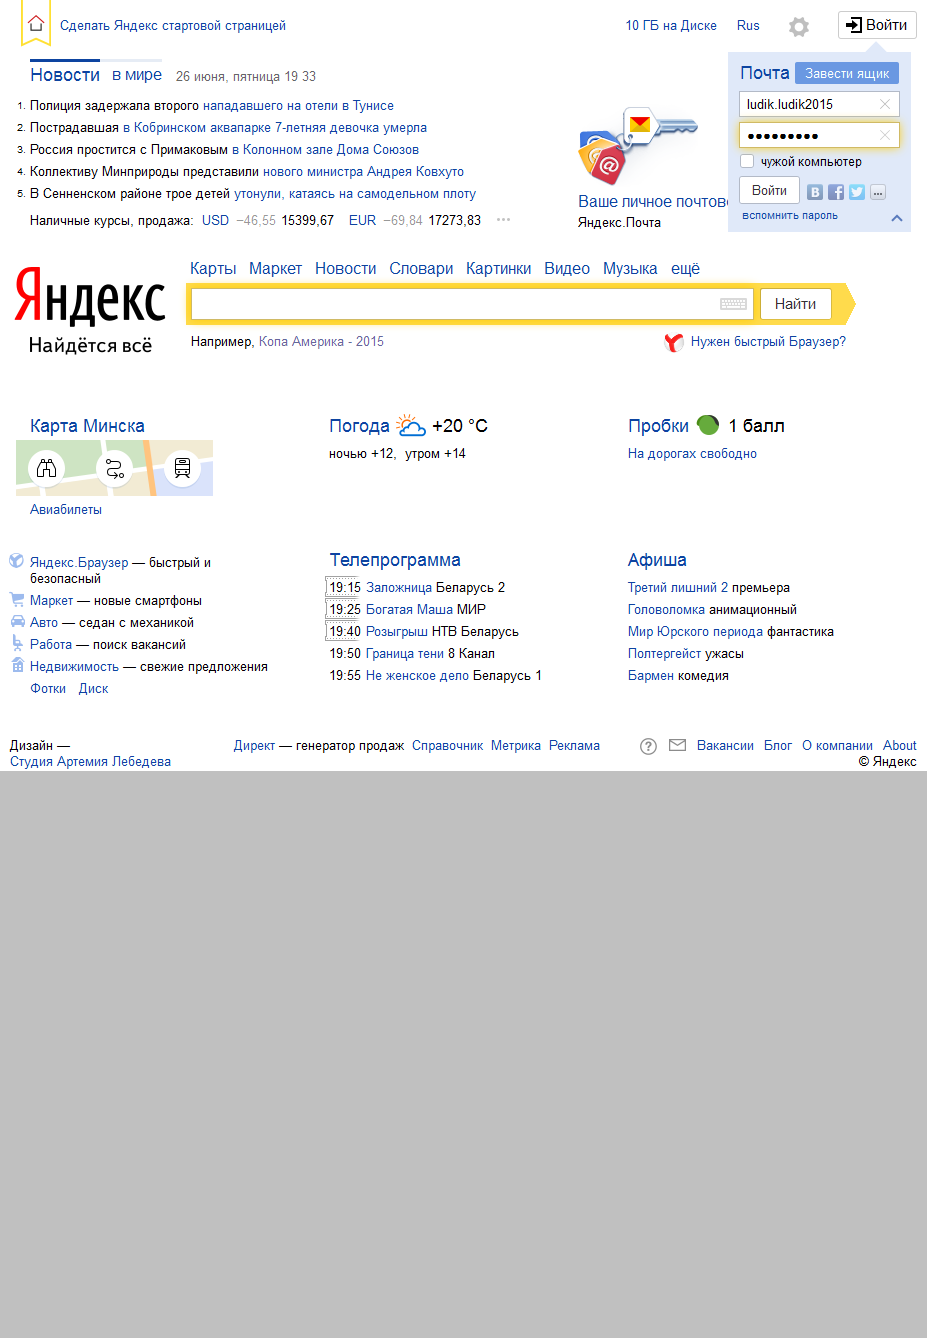 Сделать Яндекс стартовой страницей
10 ГБ на Диске Rus Войти
Новости в мире 26 июня, пятница 19 33
1. Полиция задержала второго нападавшего на отели в Тунисе
2. Пострадавшая в Кобринском аквапарке 7-летняя девочка умерла
3. Россия простится с Примаковым в Колонном зале Дома Союзов
4. Коллективу Минприроды представили нового министра Андрея Ковхуто
5. В Сенненском районе трое детей утонули, катаясь на самодельном плоту
Наличные курсы, продажа: USD −46,55 15399,67 EUR −69,84 17273,83 ...
@
Ваше личное почтово
Яндекс.Почта
Почта Завести ящик
ludik.ludik2015
●●●●●●●●●
чужой компьютер
Войти В f ...
вспомнить пароль
Карты Маркет Новости Словари Картинки Видео Музыка ещё
Яндекс
Найдётся всё
Найти
Например, Копа Америка - 2015
Нужен быстрый Браузер?
Карта Минска
Авиабилеты
Погода +20 °C
ночью +12, утром +14
Пробки 1 балл
На дорогах свободно
Яндекс.Браузер — быстрый и
безопасный
Маркет — новые смартфоны
Авто — седан с механикой
Работа — поиск вакансий
Недвижимость — свежие предложения
Фотки Диск
Телепрограмма
19:15 Заложница Беларусь 2
19:25 Богатая Маша МИР
19:40 Розыгрыш НТВ Беларусь
19:50 Граница тени 8 Канал
19:55 Не женское дело Беларусь 1
Афиша
Третий лишний 2 премьера
Головоломка анимационный
Мир Юрского периода фантастика
Полтергейст ужасы
Бармен комедия
Дизайн —
Студия Артемия Лебедева
Директ — генератор продаж Справочник Метрика Реклама
? Вакансии Блог О компании About
© Яндекс